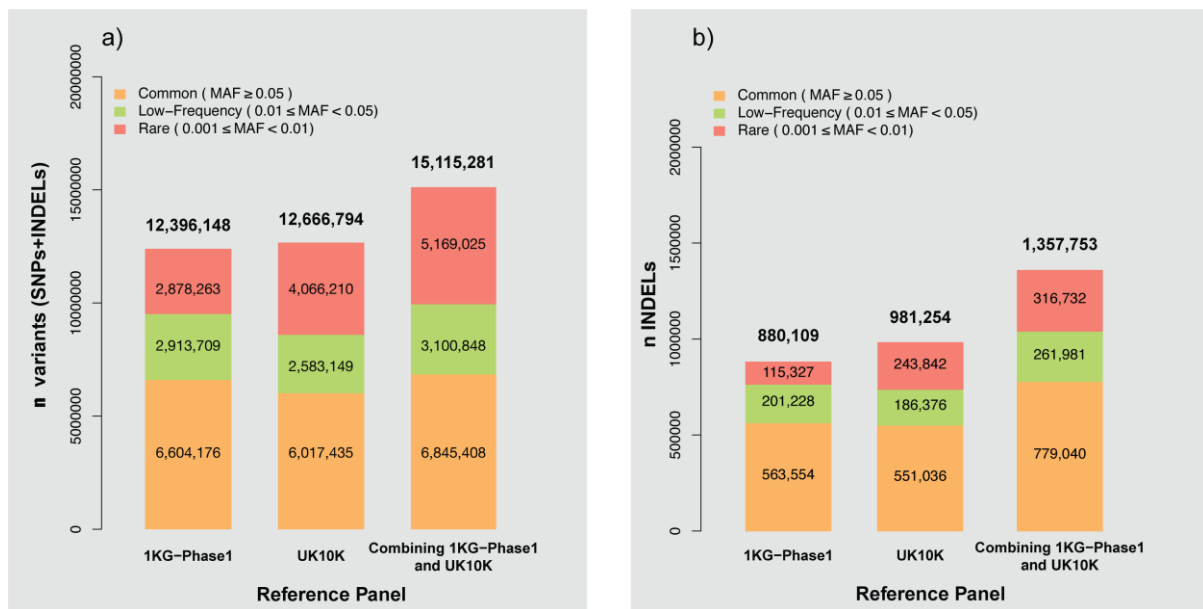 a)
20000000
15000000
10000000
5000000
0
n variants (SNPs+INDELs)
Common ( MAF ≥ 0.05 )
Low−Frequency ( 0.01 ≤ MAF < 0.05)
Rare ( 0.001 ≤ MAF < 0.01)
12,396,148
2,878,263
2,913,709
6,604,176
12,666,794
4,066,210
2,583,149
6,017,435
15,115,281
5,169,025
3,100,848
6,845,408
1KG−Phase1
UK10K
Combining 1KG−Phase1
and UK10K
Reference Panel
b)
2000000
1500000
1000000
500000
0
n INDELs
Common ( MAF ≥ 0.05 )
Low−Frequency ( 0.01 ≤ MAF < 0.05)
Rare ( 0.001 ≤ MAF < 0.01)
880,109
115,327
201,228
563,554
981,254
243,842
186,376
551,036
1,357,753
316,732
261,981
779,040
1KG−Phase1
UK10K
Combining 1KG−Phase1
and UK10K
Reference Panel